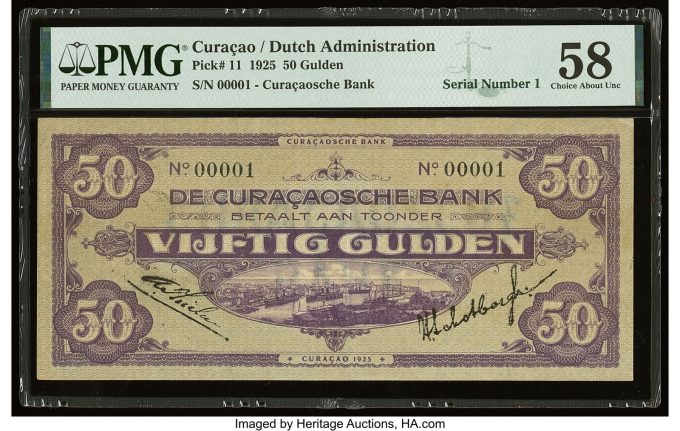 PMG
PAPER MONEY GUARANTY
Curaçao / Dutch Administration
Pick# 11 1925 50 Gulden
S/N 00001 - Curaçaosche Bank
Serial Number 1
58
Choice About Unc
CURAÇAOSCHE BANK
50
50
Nº 00001
Nº 00001
DE CURAÇAOSCHE BANK
BETAALT AAN TOONDER
VIJFTIG GULDEN
50
50
CURAÇAO 1925
Imaged by Heritage Auctions, HA.com